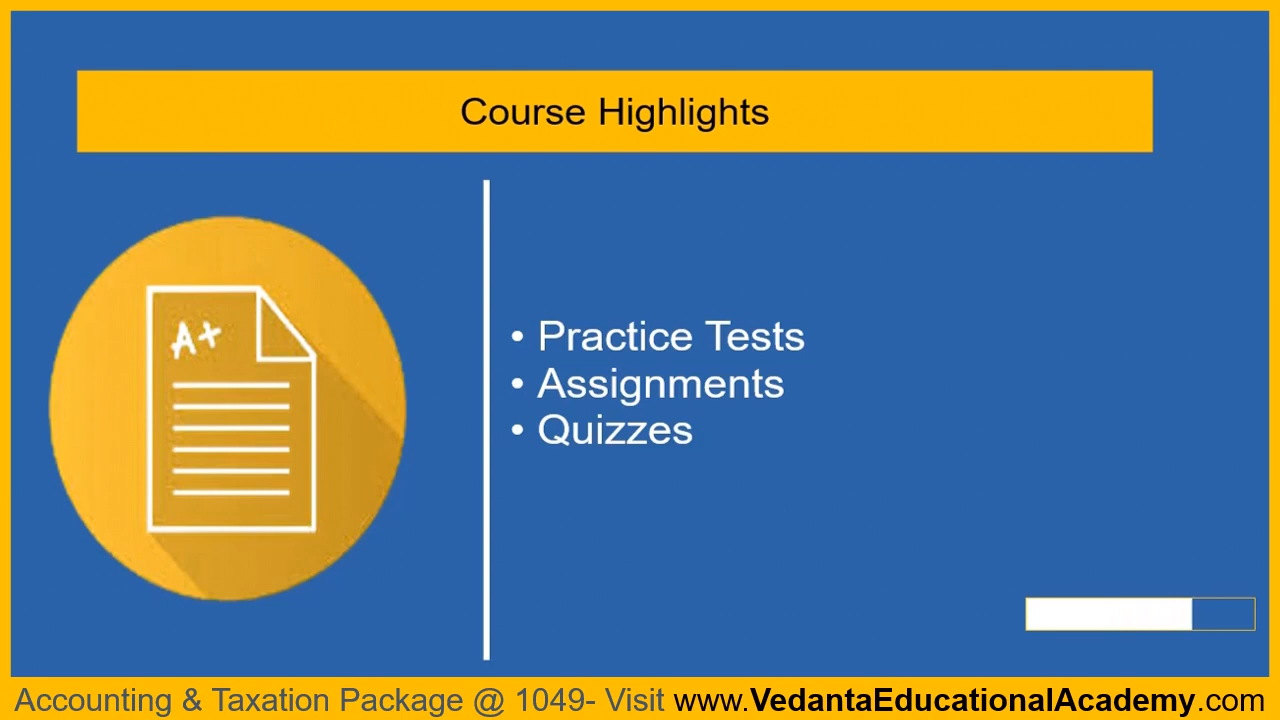 Course Highlights
A+
• Practice Tests
• Assignments
• Quizzes
Accounting & Taxation Package @ 1049- Visit www.VedantaEducationalAcademy.com